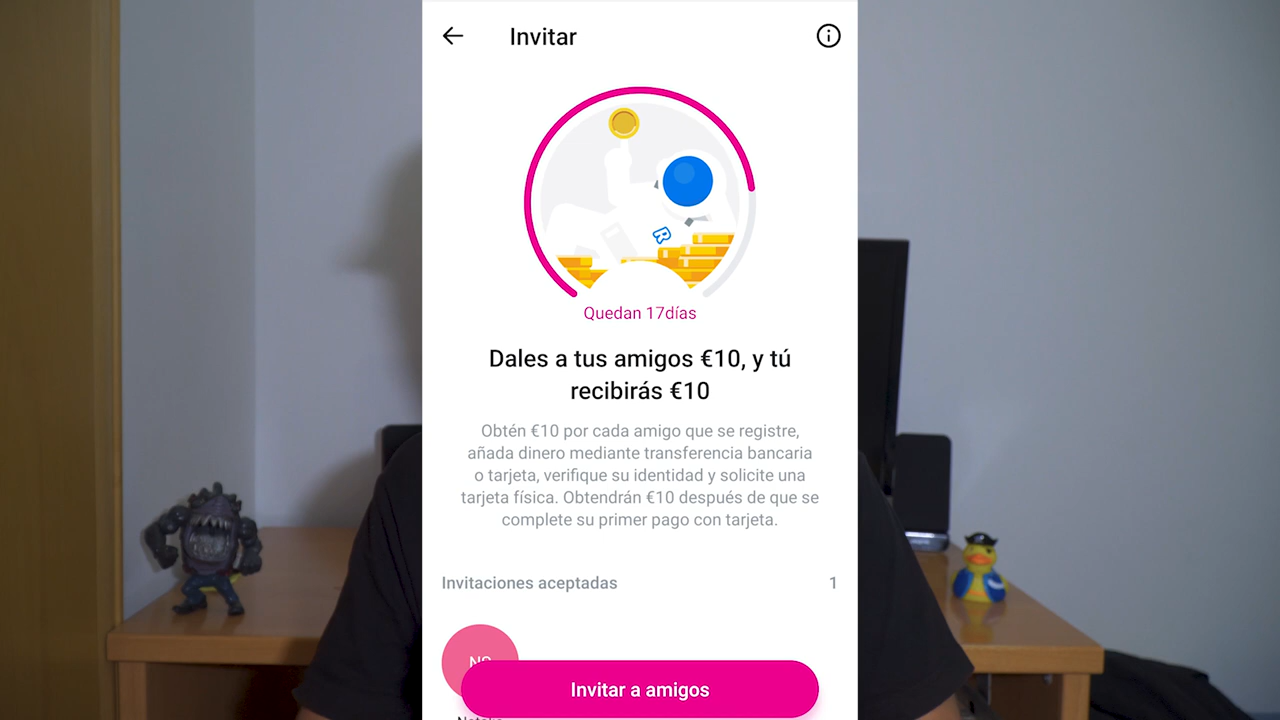 Invitar
Quedan 17días
Dales a tus amigos €10, y tú
recibirás €10
Obtén €10 por cada amigo que se registre,
añada dinero mediante transferencia bancaria
o tarjeta, verifique su identidad y solicite una
tarjeta física. Obtendrán €10 después de que se
complete su primer pago con tarjeta.
Invitaciones aceptadas 1
Invitar a amigos